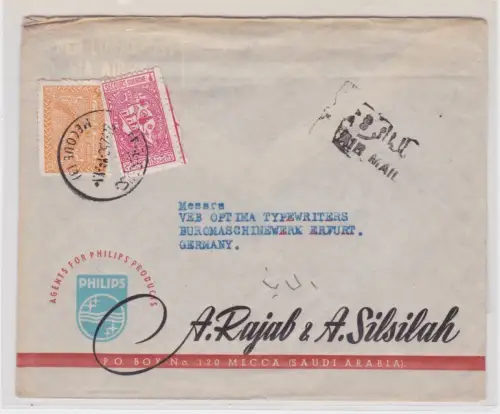 MECQUE (B)
AIR MAIL
Messrs
VEB OPTIMA TYPEWRITERS
BUROMASCHINEWERK ERFURT.
GERMANY.
AGENTS FOR PHILIPS PRODUCTS
PHILIPS
A. Rajab & A. Silsilah
P.O. BOX No. 120 MECCA (SAUDI ARABIA)